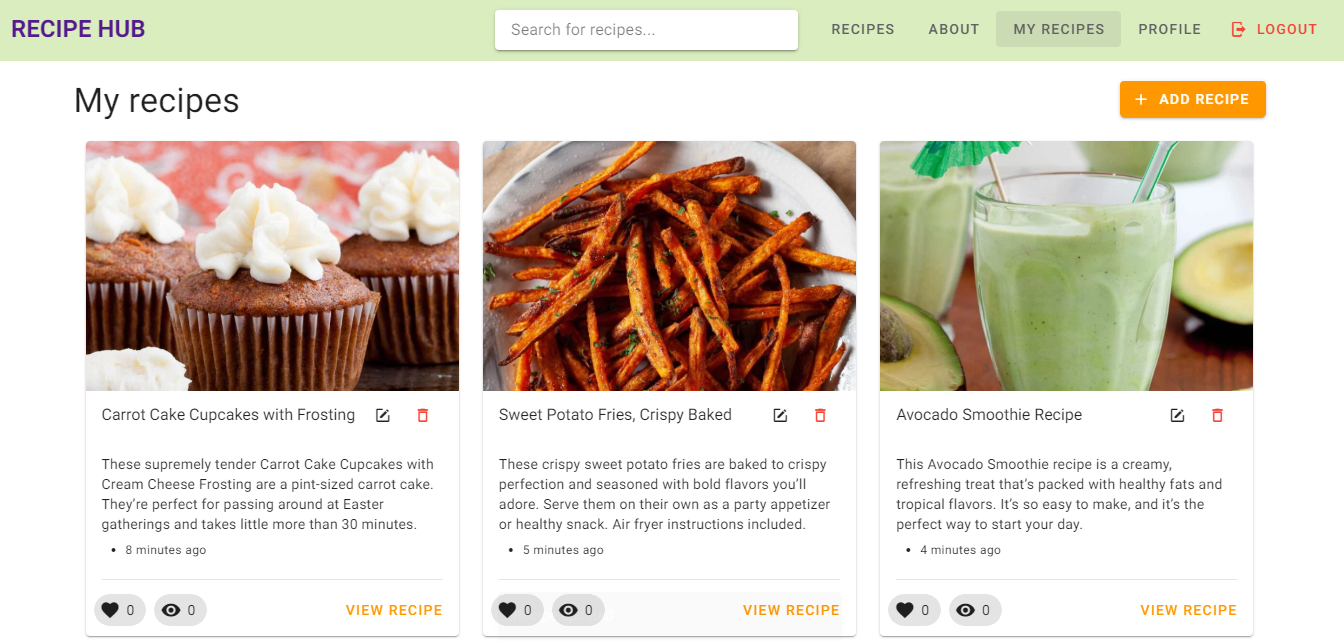 RECIPE HUB
Search for recipes...
RECIPES
ABOUT
MY RECIPES
PROFILE
LOGOUT
My recipes
+ ADD RECIPE
Carrot Cake Cupcakes with Frosting
These supremely tender Carrot Cake Cupcakes with
Cream Cheese Frosting are a pint-sized carrot cake.
They're perfect for passing around at Easter
gatherings and takes little more than 30 minutes.
• 8 minutes ago
0
0
VIEW RECIPE
Sweet Potato Fries, Crispy Baked
These crispy sweet potato fries are baked to crispy
perfection and seasoned with bold flavors you'll
adore. Serve them on their own as a party appetizer
or healthy snack. Air fryer instructions included.
• 5 minutes ago
0
0
VIEW RECIPE
Avocado Smoothie Recipe
This Avocado Smoothie recipe is a creamy,
refreshing treat that's packed with healthy fats and
tropical flavors. It's so easy to make, and it's the
perfect way to start your day.
• 4 minutes ago
0
0
VIEW RECIPE